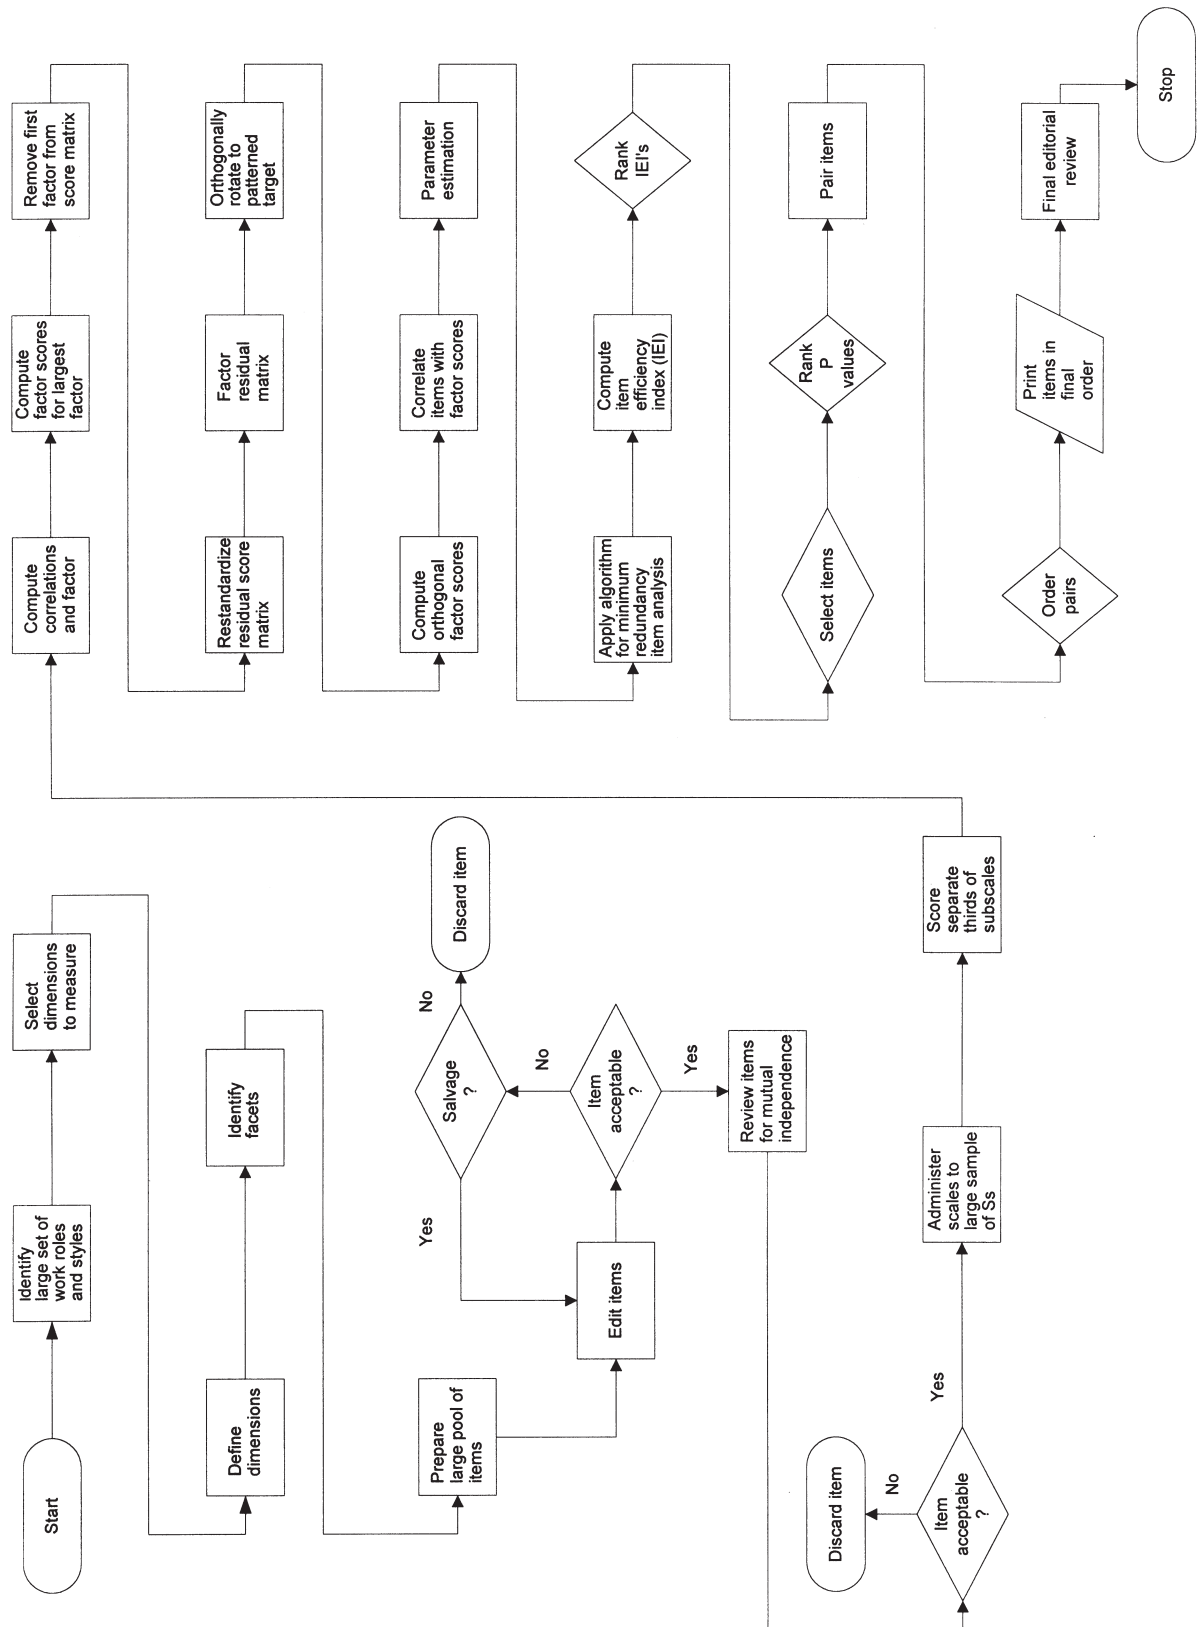 Start
Identify
large set of
work roles
and styles
Select
dimensions
to measure
Define
dimensions
Identify
facets
Prepare
large pool of
items
Edit items
Item
acceptable
?
No
Yes
Salvage
?
Yes
No
Discard item
Review items
for mutual
independence
Item
acceptable
?
No
Discard item
Yes
Administer
scales to
large sample
of Ss
Score
separate
thirds of
subscales
Compute
correlations
and factor
Compute
factor scores
for largest
factor
Remove first
factor from
score matrix
Restandardize
residual score
matrix
Factor
residual
matrix
Orthogonally
rotate to
patterned
target
Compute
orthogonal
factor scores
Correlate
items with
factor scores
Parameter
estimation
Apply algorithm
for minimum
redundancy
item analysis
Compute
item
efficiency
index (IEI)
Rank
IEI's
Select items
Rank
P
values
Pair items
Order
pairs
Print
items in
final
order
Final editorial
review
Stop